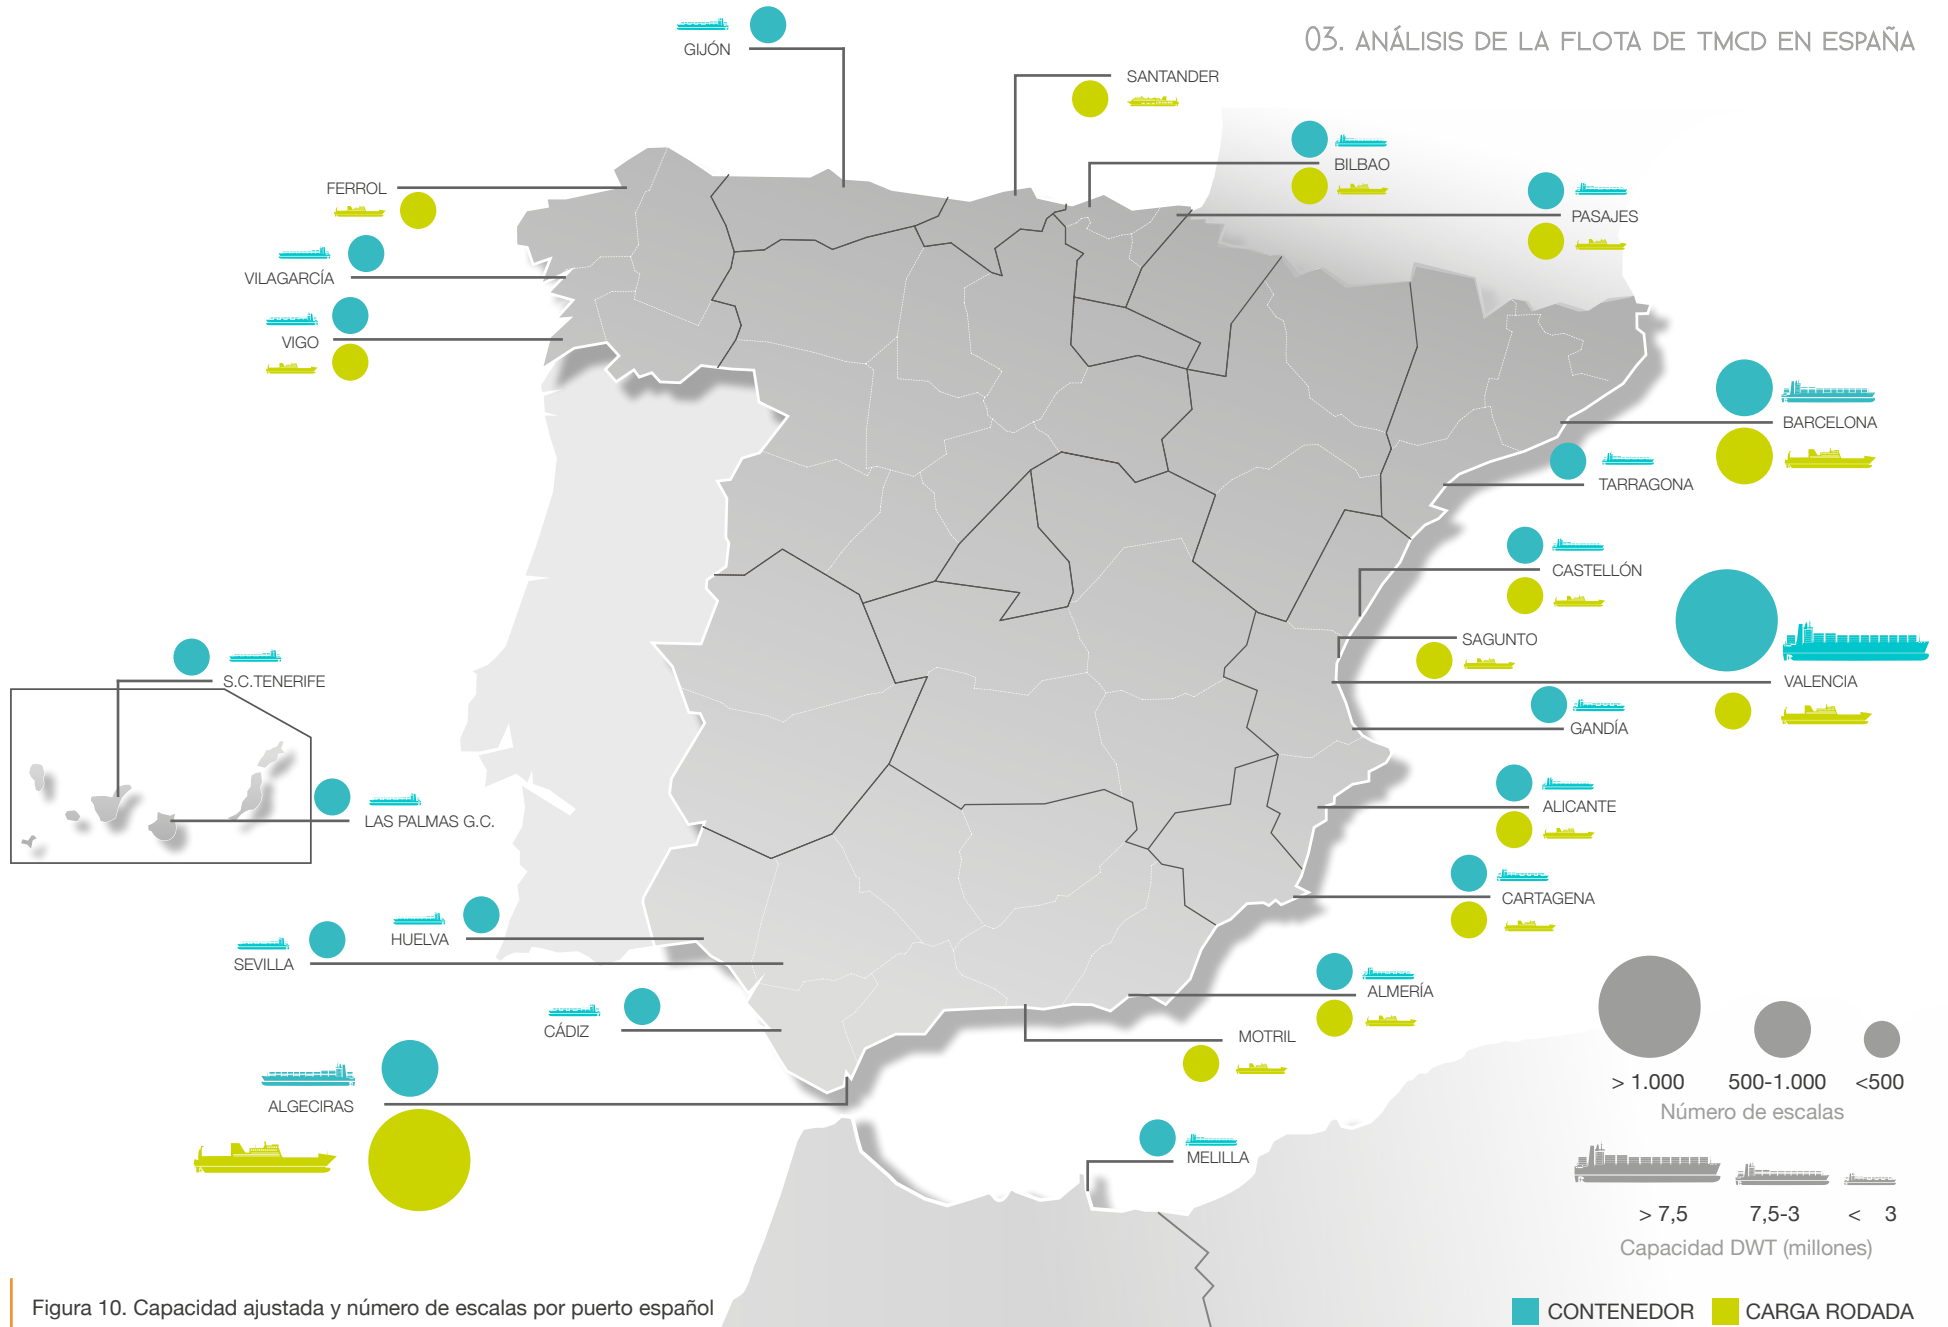 03. ANÁLISIS DE LA FLOTA DE TMCD EN ESPAÑA
GIJÓN
SANTANDER
BILBAO
FERROL
PASAJES
VILAGARCÍA
VIGO
BARCELONA
TARRAGONA
CASTELLÓN
SAGUNTO
S.C.TENERIFE
VALENCIA
GANDÍA
ALICANTE
LAS PALMAS G.C.
CARTAGENA
HUELVA
SEVILLA
ALMERÍA
CÁDIZ
MOTRIL
ALGECIRAS
MELILLA
> 1.000 500-1.000 <500
Número de escalas
> 7,5 7,5-3 < 3
Capacidad DWT (millones)
Figura 10. Capacidad ajustada y número de escalas por puerto español
CONTENEDOR CARGA RODADA